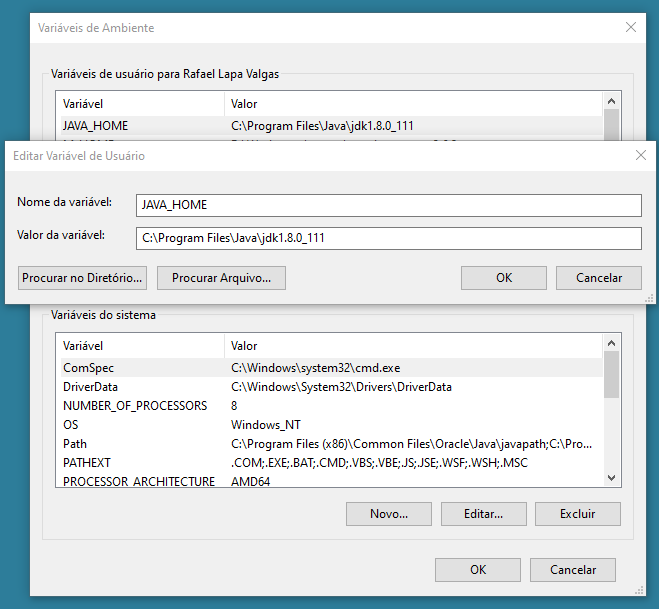 Variáveis de Ambiente
Variáveis de usuário para Rafael Lapa Valgas
Variável Valor
JAVA_HOME C:\Program Files\Java\jdk1.8.0_111
Editar Variável de Usuário
Nome da variável: JAVA_HOME
Valor da variável: C:\Program Files\Java\jdk1.8.0_111
Procurar no Diretório... Procurar Arquivo... OK Cancelar
Variáveis do sistema
Variável Valor
ComSpec C:\Windows\system32\cmd.exe
DriverData C:\Windows\System32\Drivers\DriverData
NUMBER_OF_PROCESSORS 8
OS Windows_NT
Path C:\Program Files (x86)\Common Files\Oracle\Java\javapath;C:\Pro...
PATHEXT .COM;.EXE;.BAT;.CMD;.VBS;.VBE;.JS;.JSE;.WSF;.WSH;.MSC
PROCESSOR_ARCHITECTURE AMD64
Novo... Editar... Excluir
OK Cancelar